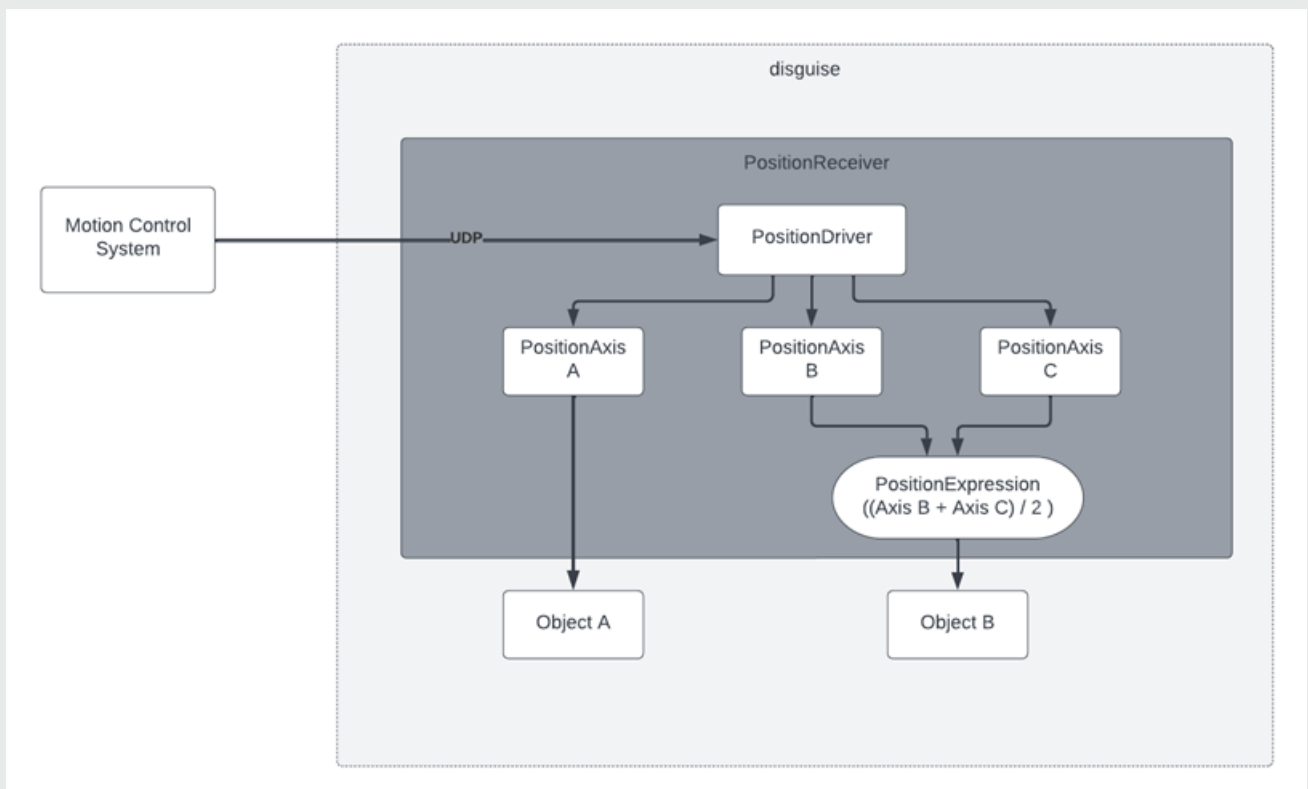 disguise
PositionReceiver
Motion Control
System
UDP
PositionDriver
PositionAxis
A
PositionAxis
B
PositionAxis
C
PositionExpression
((Axis B + Axis C) / 2 )
Object A
Object B